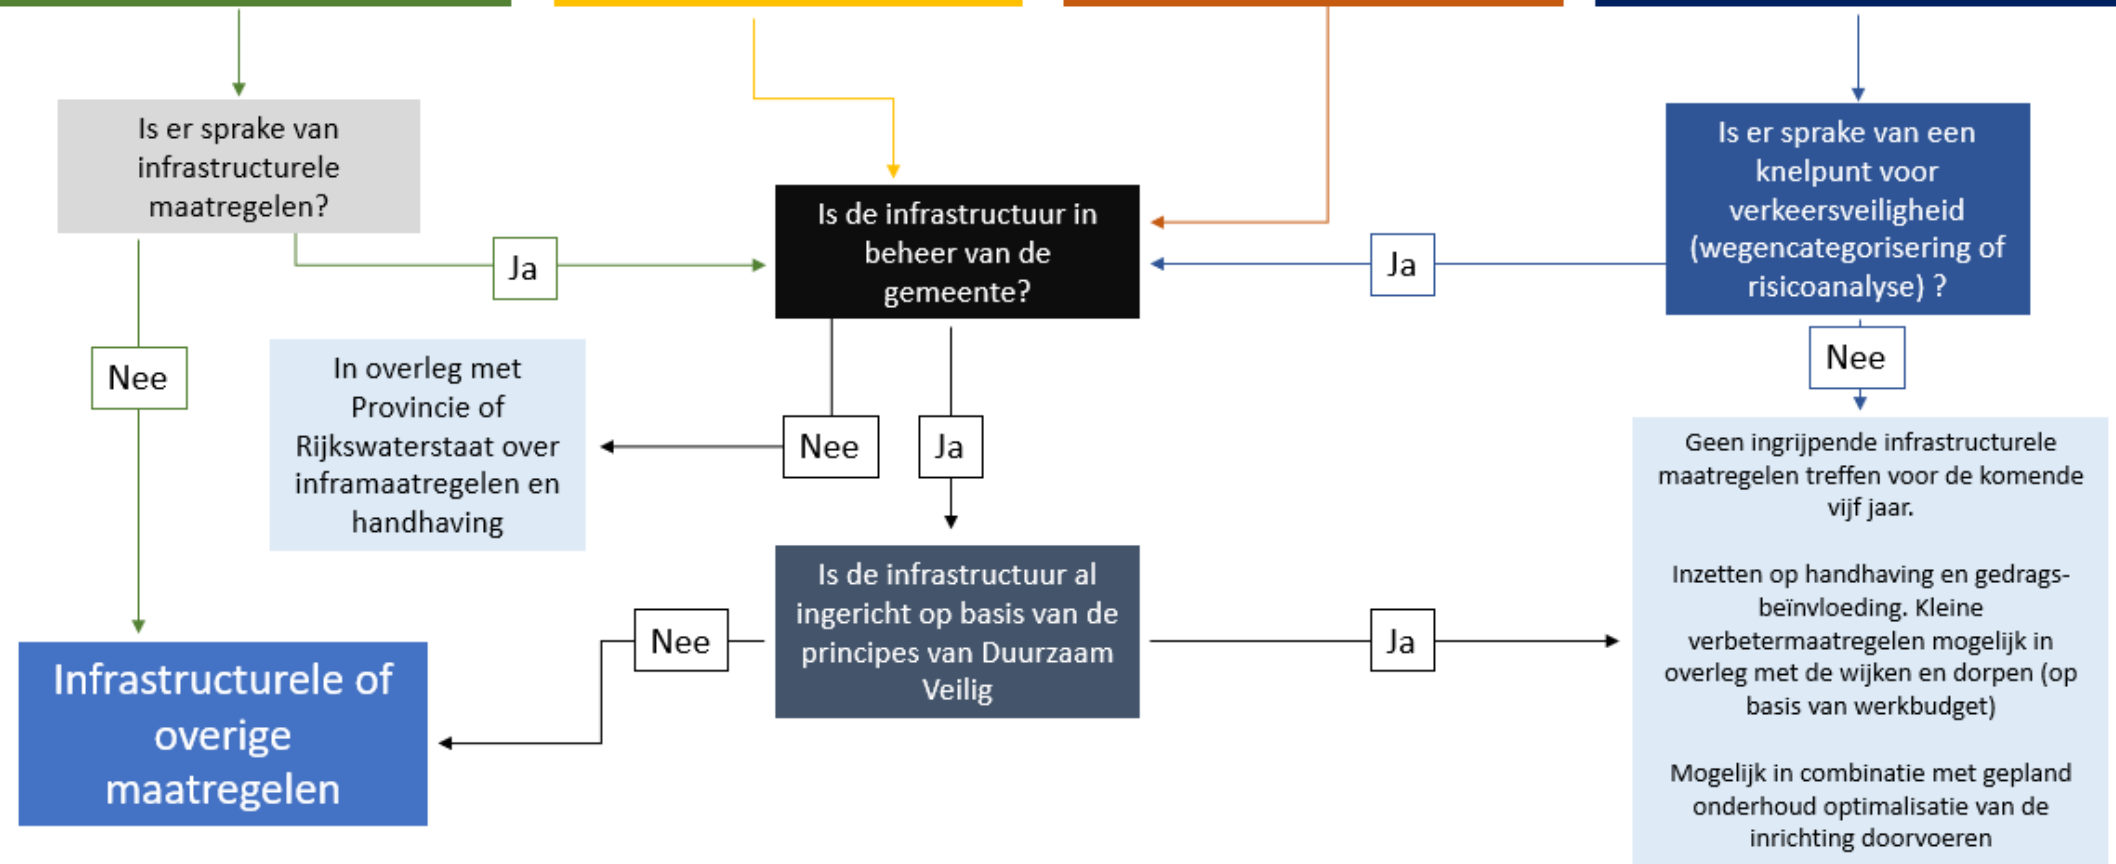 Is er sprake van
infrastructurele
maatregelen?
Is de infrastructuur in
beheer van de
gemeente?
Is er sprake van een
knelpunt voor
verkeersveiligheid
(wegencategorisering of
risicoanalyse) ?
Ja
Ja
Nee
Nee
In overleg met
Provincie of
Rijkswaterstaat over
inframaatregelen en
handhaving
Nee
Ja
Is de infrastructuur al
ingericht op basis van de
principes van Duurzaam
Veilig
Nee
Ja
Infrastructurele of
overige
maatregelen
Geen ingrijpende infrastructurele
maatregelen treffen voor de komende
vijf jaar.
Inzetten op handhaving en gedrags-
beïnvloeding. Kleine
verbetermaatregelen mogelijk in
overleg met de wijken en dorpen (op
basis van werkbudget)
Mogelijk in combinatie met gepland
onderhoud optimalisatie van de
inrichting doorvoeren